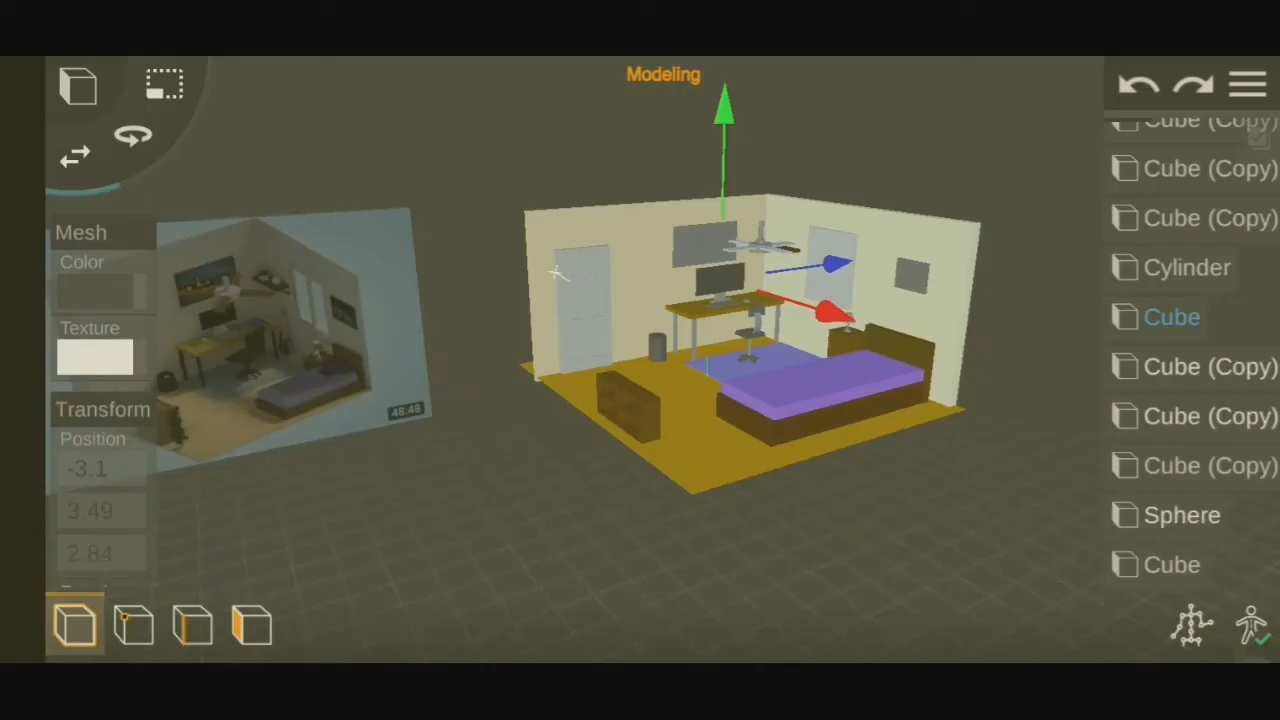 Modeling
Mesh
Color
Texture
Transform
Position
-3.1
3.49
2.84
48:48
Cube (Copy)
Cube (Copy)
Cube (Copy)
Cylinder
Cube
Cube (Copy)
Cube (Copy)
Cube (Copy)
Sphere
Cube